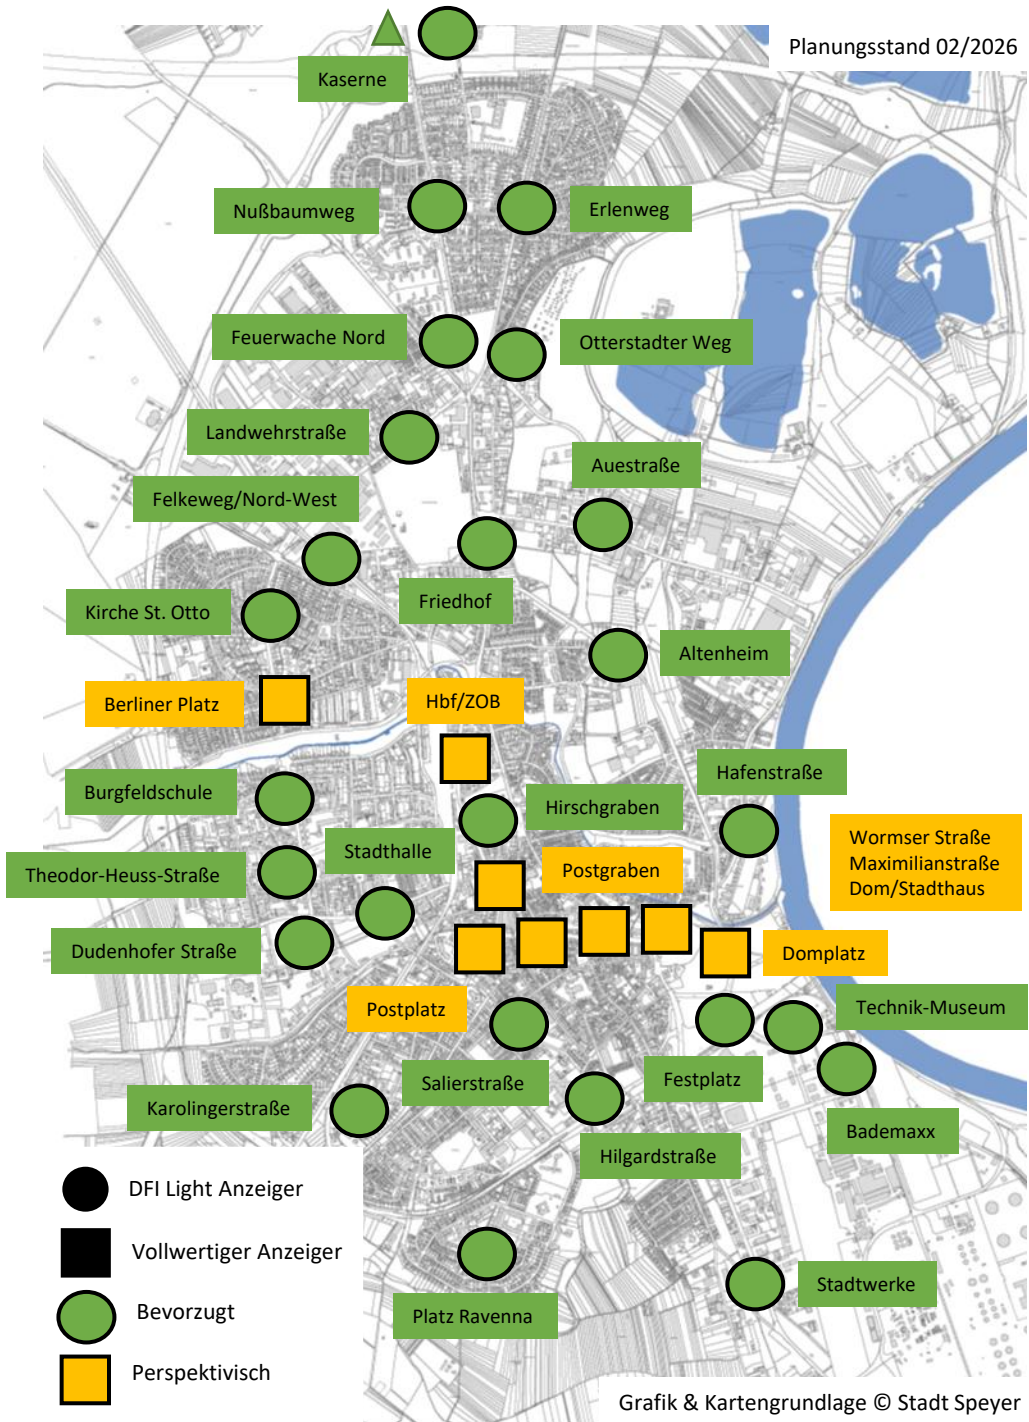 Planungsstand 02/2026
Kaserne
Nußbaumweg
Erlenweg
Feuerwache Nord
Otterstadter Weg
Landwehrstraße
Auestraße
Felkeweg/Nord-West
Friedhof
Kirche St. Otto
Altenheim
Berliner Platz
Hbf/ZOB
Hafenstraße
Burgfeldschule
Hirschgraben
Stadthalle
Wormser Straße
Maximilianstraße
Dom/Stadthaus
Theodor-Heuss-Straße
Postgraben
Dudenhofer Straße
Domplatz
Postplatz
Technik-Museum
Salierstraße
Festplatz
Karolingerstraße
Bademaxx
Hilgardstraße
DFI Light Anzeiger
Vollwertiger Anzeiger
Bevorzugt
Perspektivisch
Stadtwerke
Platz Ravenna
Grafik & Kartengrundlage © Stadt Speyer